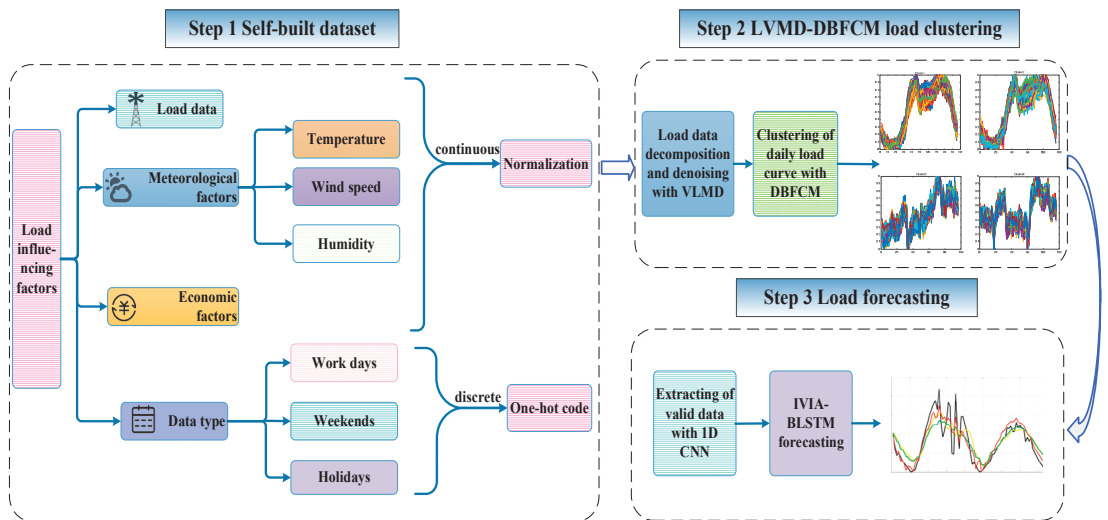 Step 1 Self-built dataset
Load
influe-
ncing
factors
Load data
Meteorological
factors
Economic
factors
Data type
Temperature
Wind speed
Humidity
Work days
Weekends
Holidays
continuous
Normalization
discrete
One-hot code
Step 2 LVMD-DBFCM load clustering
Load data
decomposition
and denoising
with VLMD
Clustering of
daily load
curve with
DBFCM
Step 3 Load forecasting
Extracting of
valid data
with 1D
CNN
IVIA-
BLSTM
forecasting